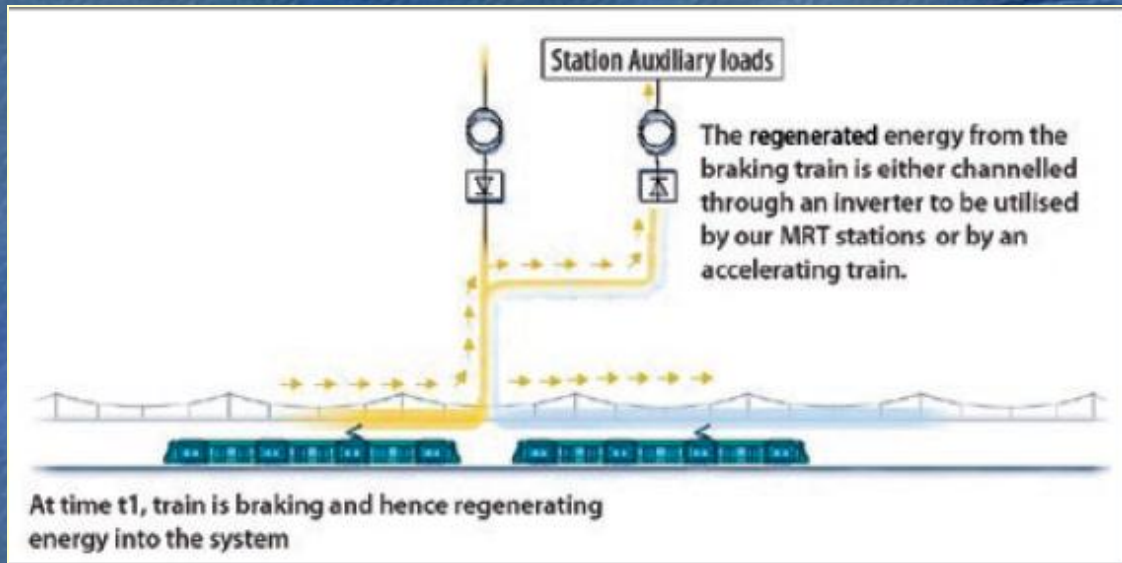 Station Auxiliary loads
The regenerated energy from the
braking train is either channelled
through an inverter to be utilised
by our MRT stations or by an
accelerating train.
At time t1, train is braking and hence regenerating
energy into the system